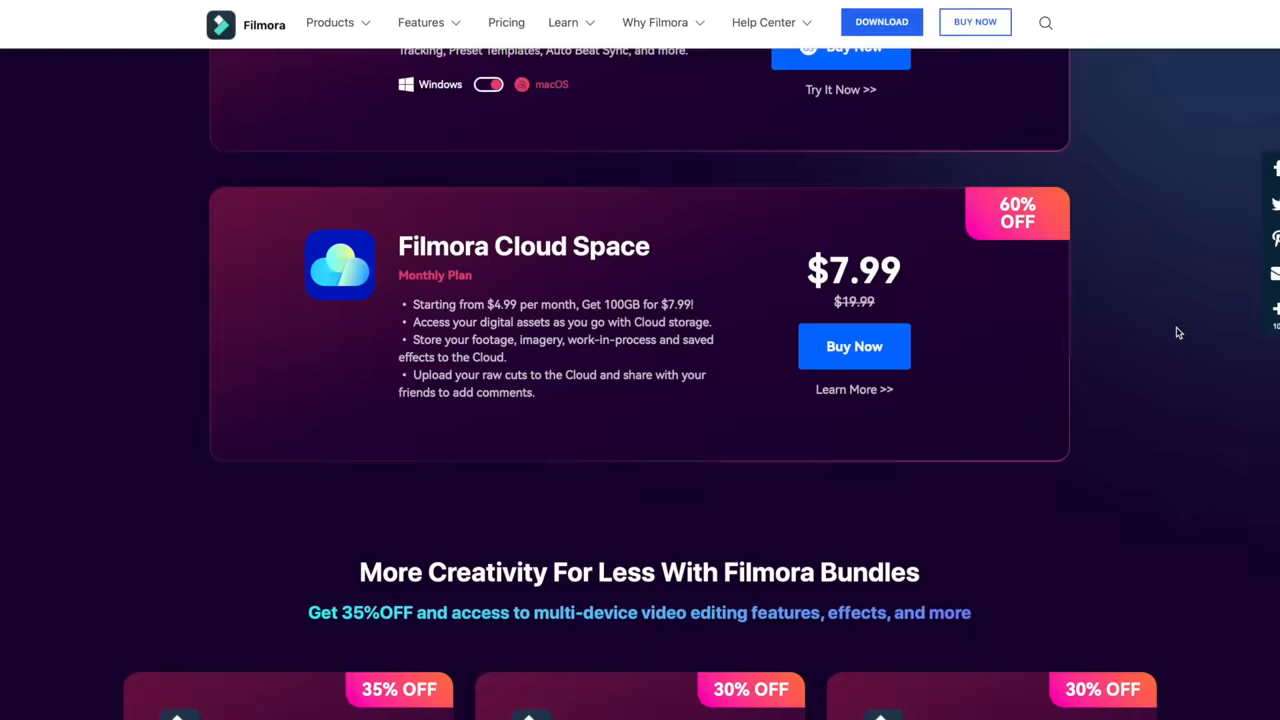 Filmora
Products
Features
Pricing
Learn
Why Filmora
Help Center
DOWNLOAD
BUY NOW
Tracking, Preset Templates, Auto Beat Sync, and more.
Buy Now
Windows
macOS
Try It Now >>
60%
OFF
Filmora Cloud Space
Monthly Plan
• Starting from $4.99 per month, Get 100GB for $7.99!
• Access your digital assets as you go with Cloud storage.
• Store your footage, imagery, work-in-process and saved
effects to the Cloud.
• Upload your raw cuts to the Cloud and share with your
friends to add comments.
$7.99
$19.99
Buy Now
Learn More >>
More Creativity For Less With Filmora Bundles
Get 35%OFF and access to multi-device video editing features, effects, and more
35% OFF
30% OFF
30% OFF